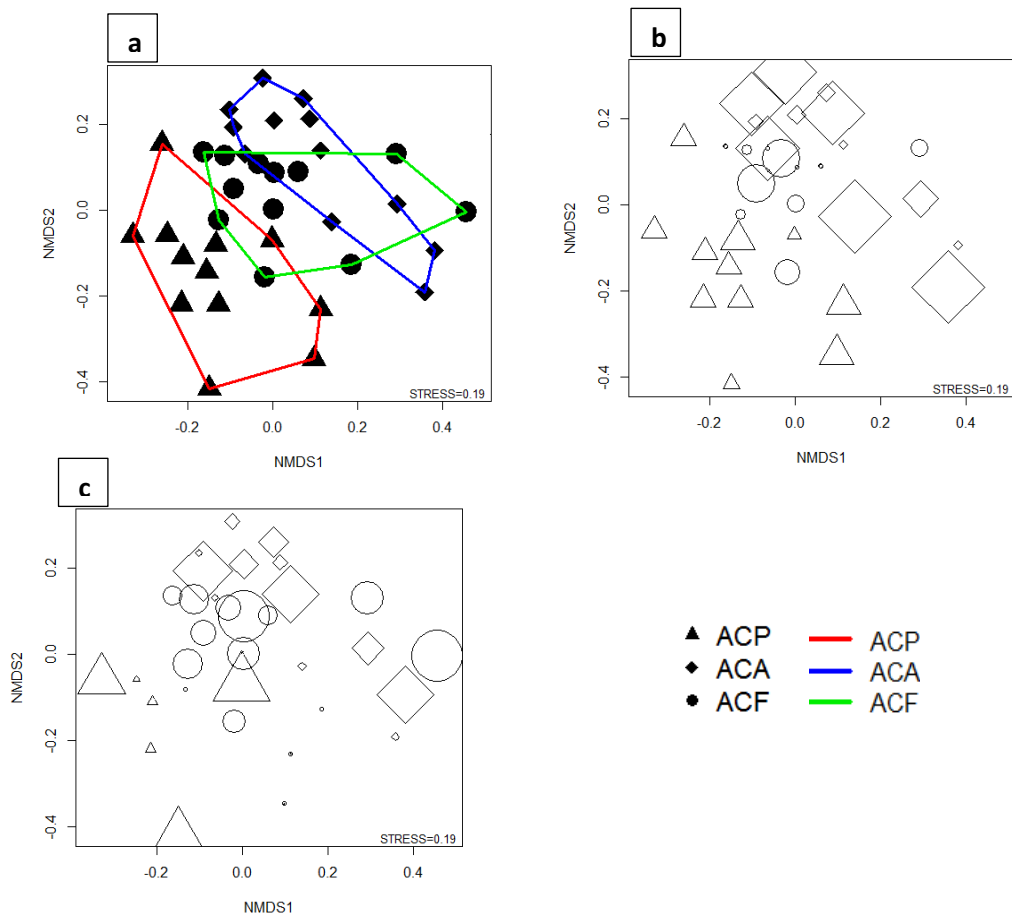 a
0.2
0.0
-0.2
-0.4
NMDS2
STRESS=0.19
-0.2 0.0 0.2 0.4
NMDS1
b
0.2
0.0
-0.2
-0.4
NMDS2
STRESS=0.19
-0.2 0.0 0.2 0.4
NMDS1
c
0.2
0.0
-0.2
-0.4
NMDS2
STRESS=0.19
-0.2 0.0 0.2 0.4
NMDS1
ACP ACP
ACA ACA
ACF ACF